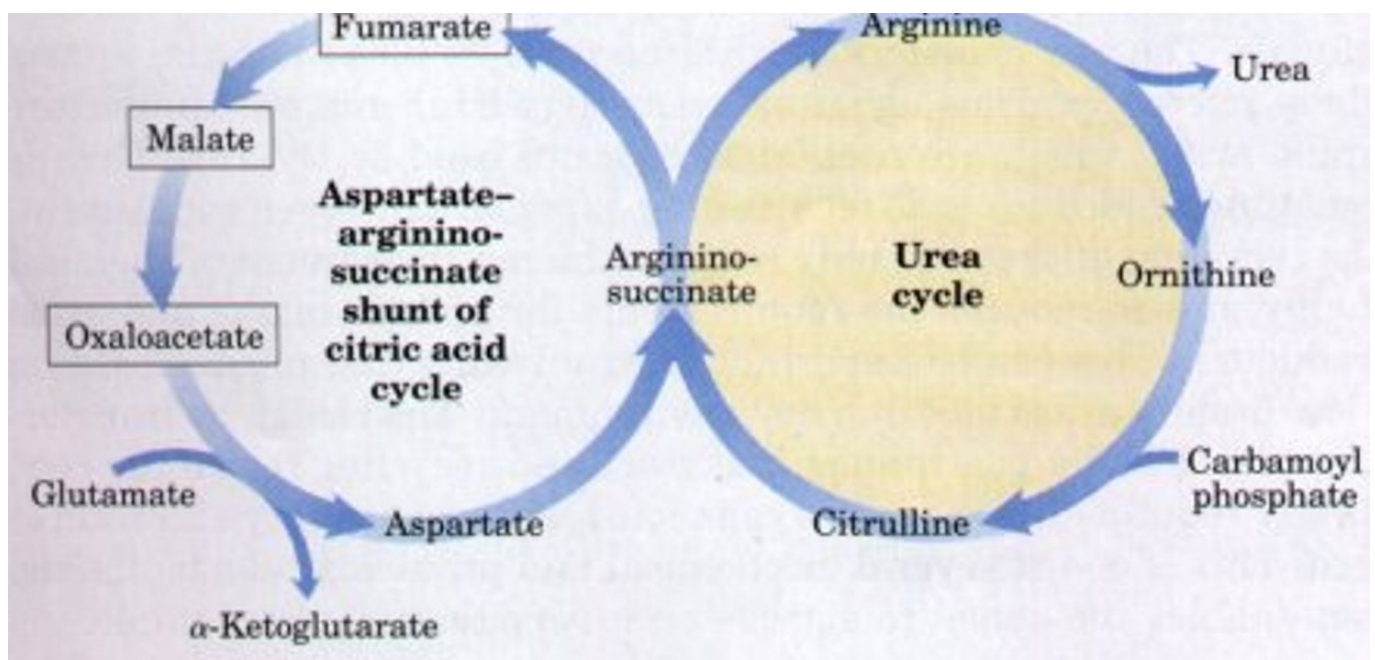 Fumarate
Arginine
Urea
Malate
Aspartate–
arginino-
succinate
shunt of
citric acid
cycle
Arginino-
succinate
Urea
cycle
Ornithine
Oxaloacetate
Glutamate
Aspartate
Citrulline
Carbamoyl
phosphate
α-Ketoglutarate